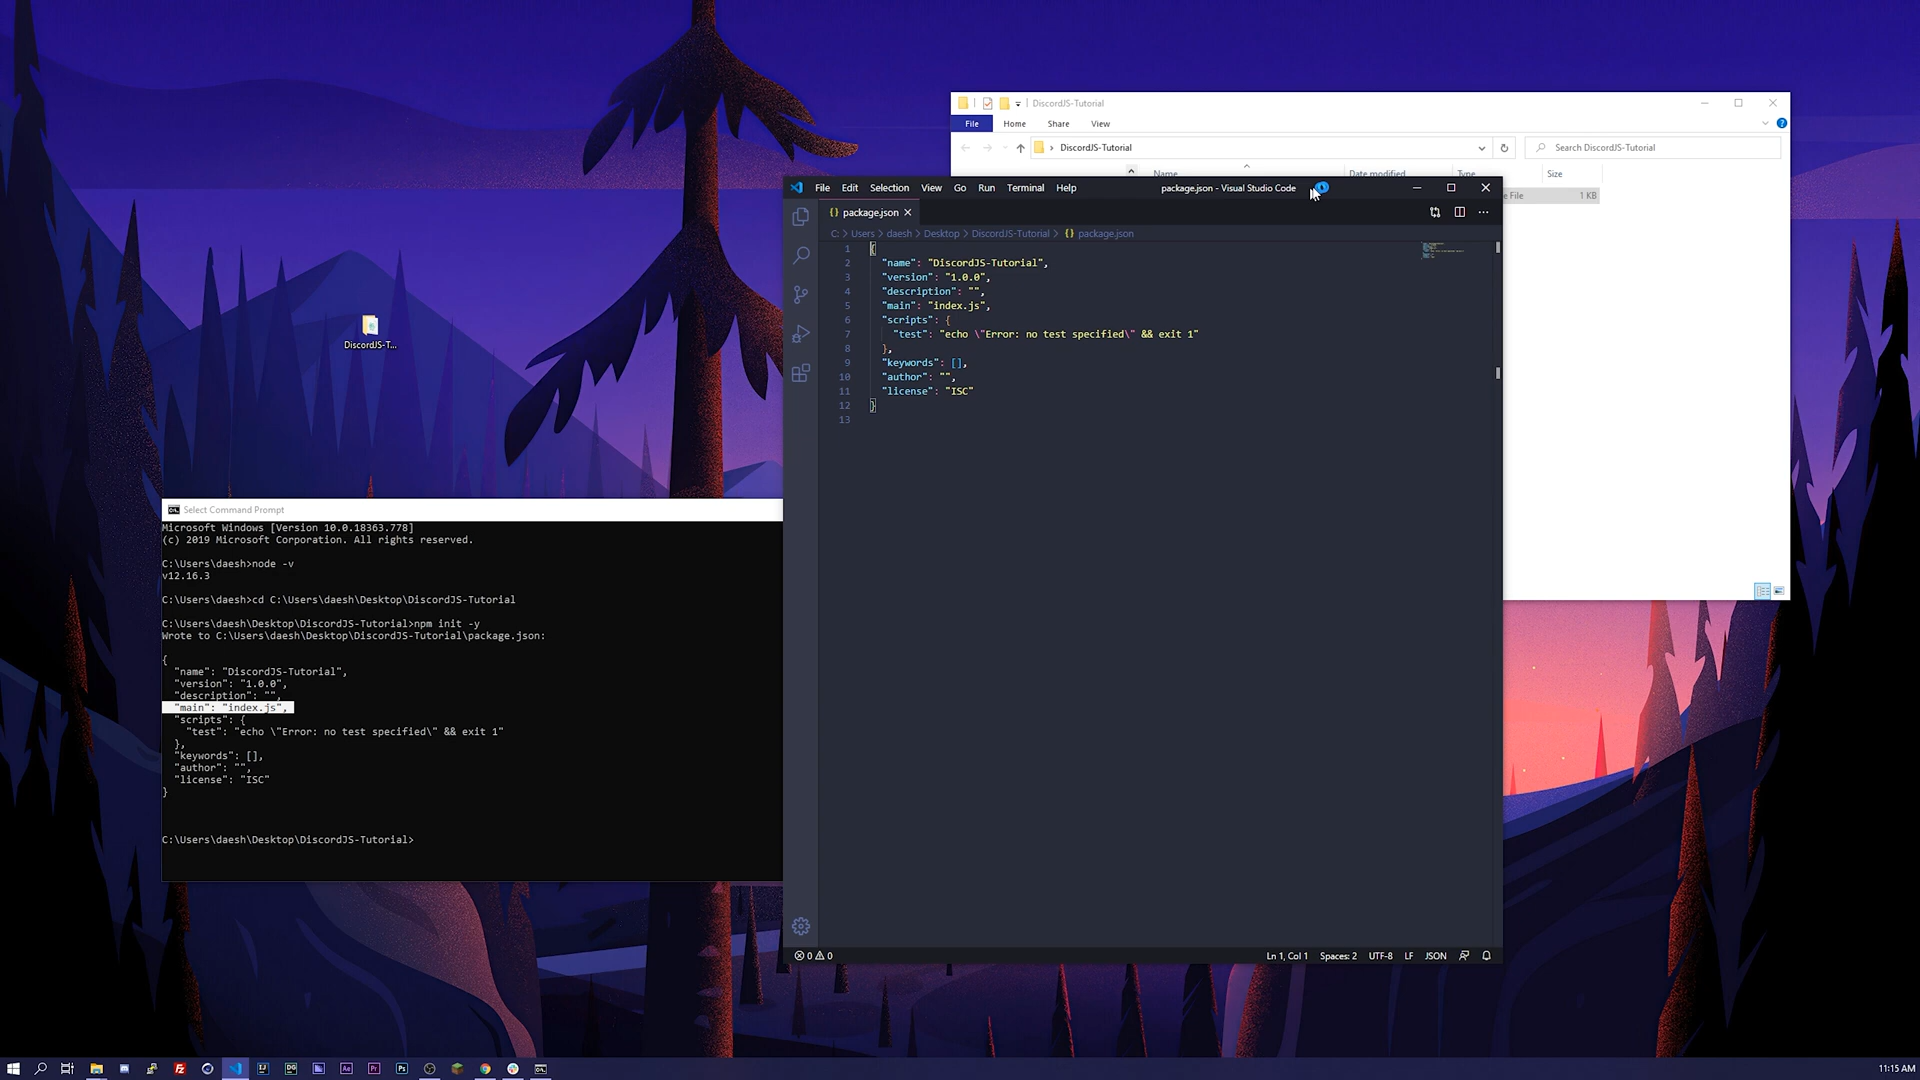 DiscordJS-Tutorial
File Home Share View
DiscordJS-Tutorial
Search DiscordJS-Tutorial
Name Date modified Type Size
e File 1 KB
File Edit Selection View Go Run Terminal Help
package.json - Visual Studio Code
{} package.json
C: > Users > daesh > Desktop > DiscordJS-Tutorial > {} package.json
1 {
2 "name": "DiscordJS-Tutorial",
3 "version": "1.0.0",
4 "description": "",
5 "main": "index.js",
6 "scripts": {
7 "test": "echo \"Error: no test specified\" && exit 1"
8 },
9 "keywords": [],
10 "author": "",
11 "license": "ISC"
12 }
13
0 0
Ln 1, Col 1 Spaces: 2 UTF-8 LF JSON
DiscordJS-T...
Select Command Prompt
Microsoft Windows [Version 10.0.18363.778]
(c) 2019 Microsoft Corporation. All rights reserved.
C:\Users\daesh>node -v
v12.16.3
C:\Users\daesh>cd C:\Users\daesh\Desktop\DiscordJS-Tutorial
C:\Users\daesh\Desktop\DiscordJS-Tutorial>npm init -y
Wrote to C:\Users\daesh\Desktop\DiscordJS-Tutorial\package.json:
{
"name": "DiscordJS-Tutorial",
"version": "1.0.0",
"description": "",
"main": "index.js",
"scripts": {
"test": "echo \"Error: no test specified\" && exit 1"
},
"keywords": [],
"author": "",
"license": "ISC"
}
C:\Users\daesh\Desktop\DiscordJS-Tutorial>
Fz IJ DG Ae Pr Ps
11:15 AM